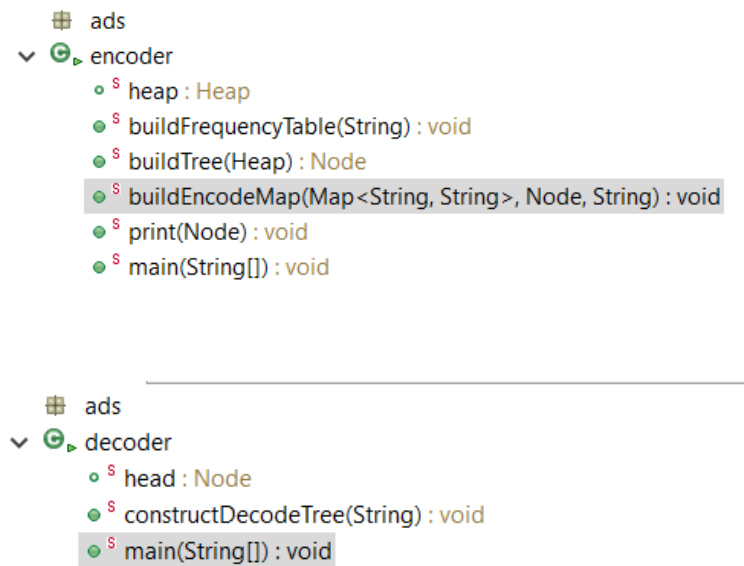 ads
encoder
S heap : Heap
S buildFrequencyTable(String) : void
S buildTree(Heap) : Node
S buildEncodeMap(Map<String, String>, Node, String) : void
S print(Node) : void
S main(String[]) : void
ads
decoder
S head : Node
S constructDecodeTree(String) : void
S main(String[]) : void